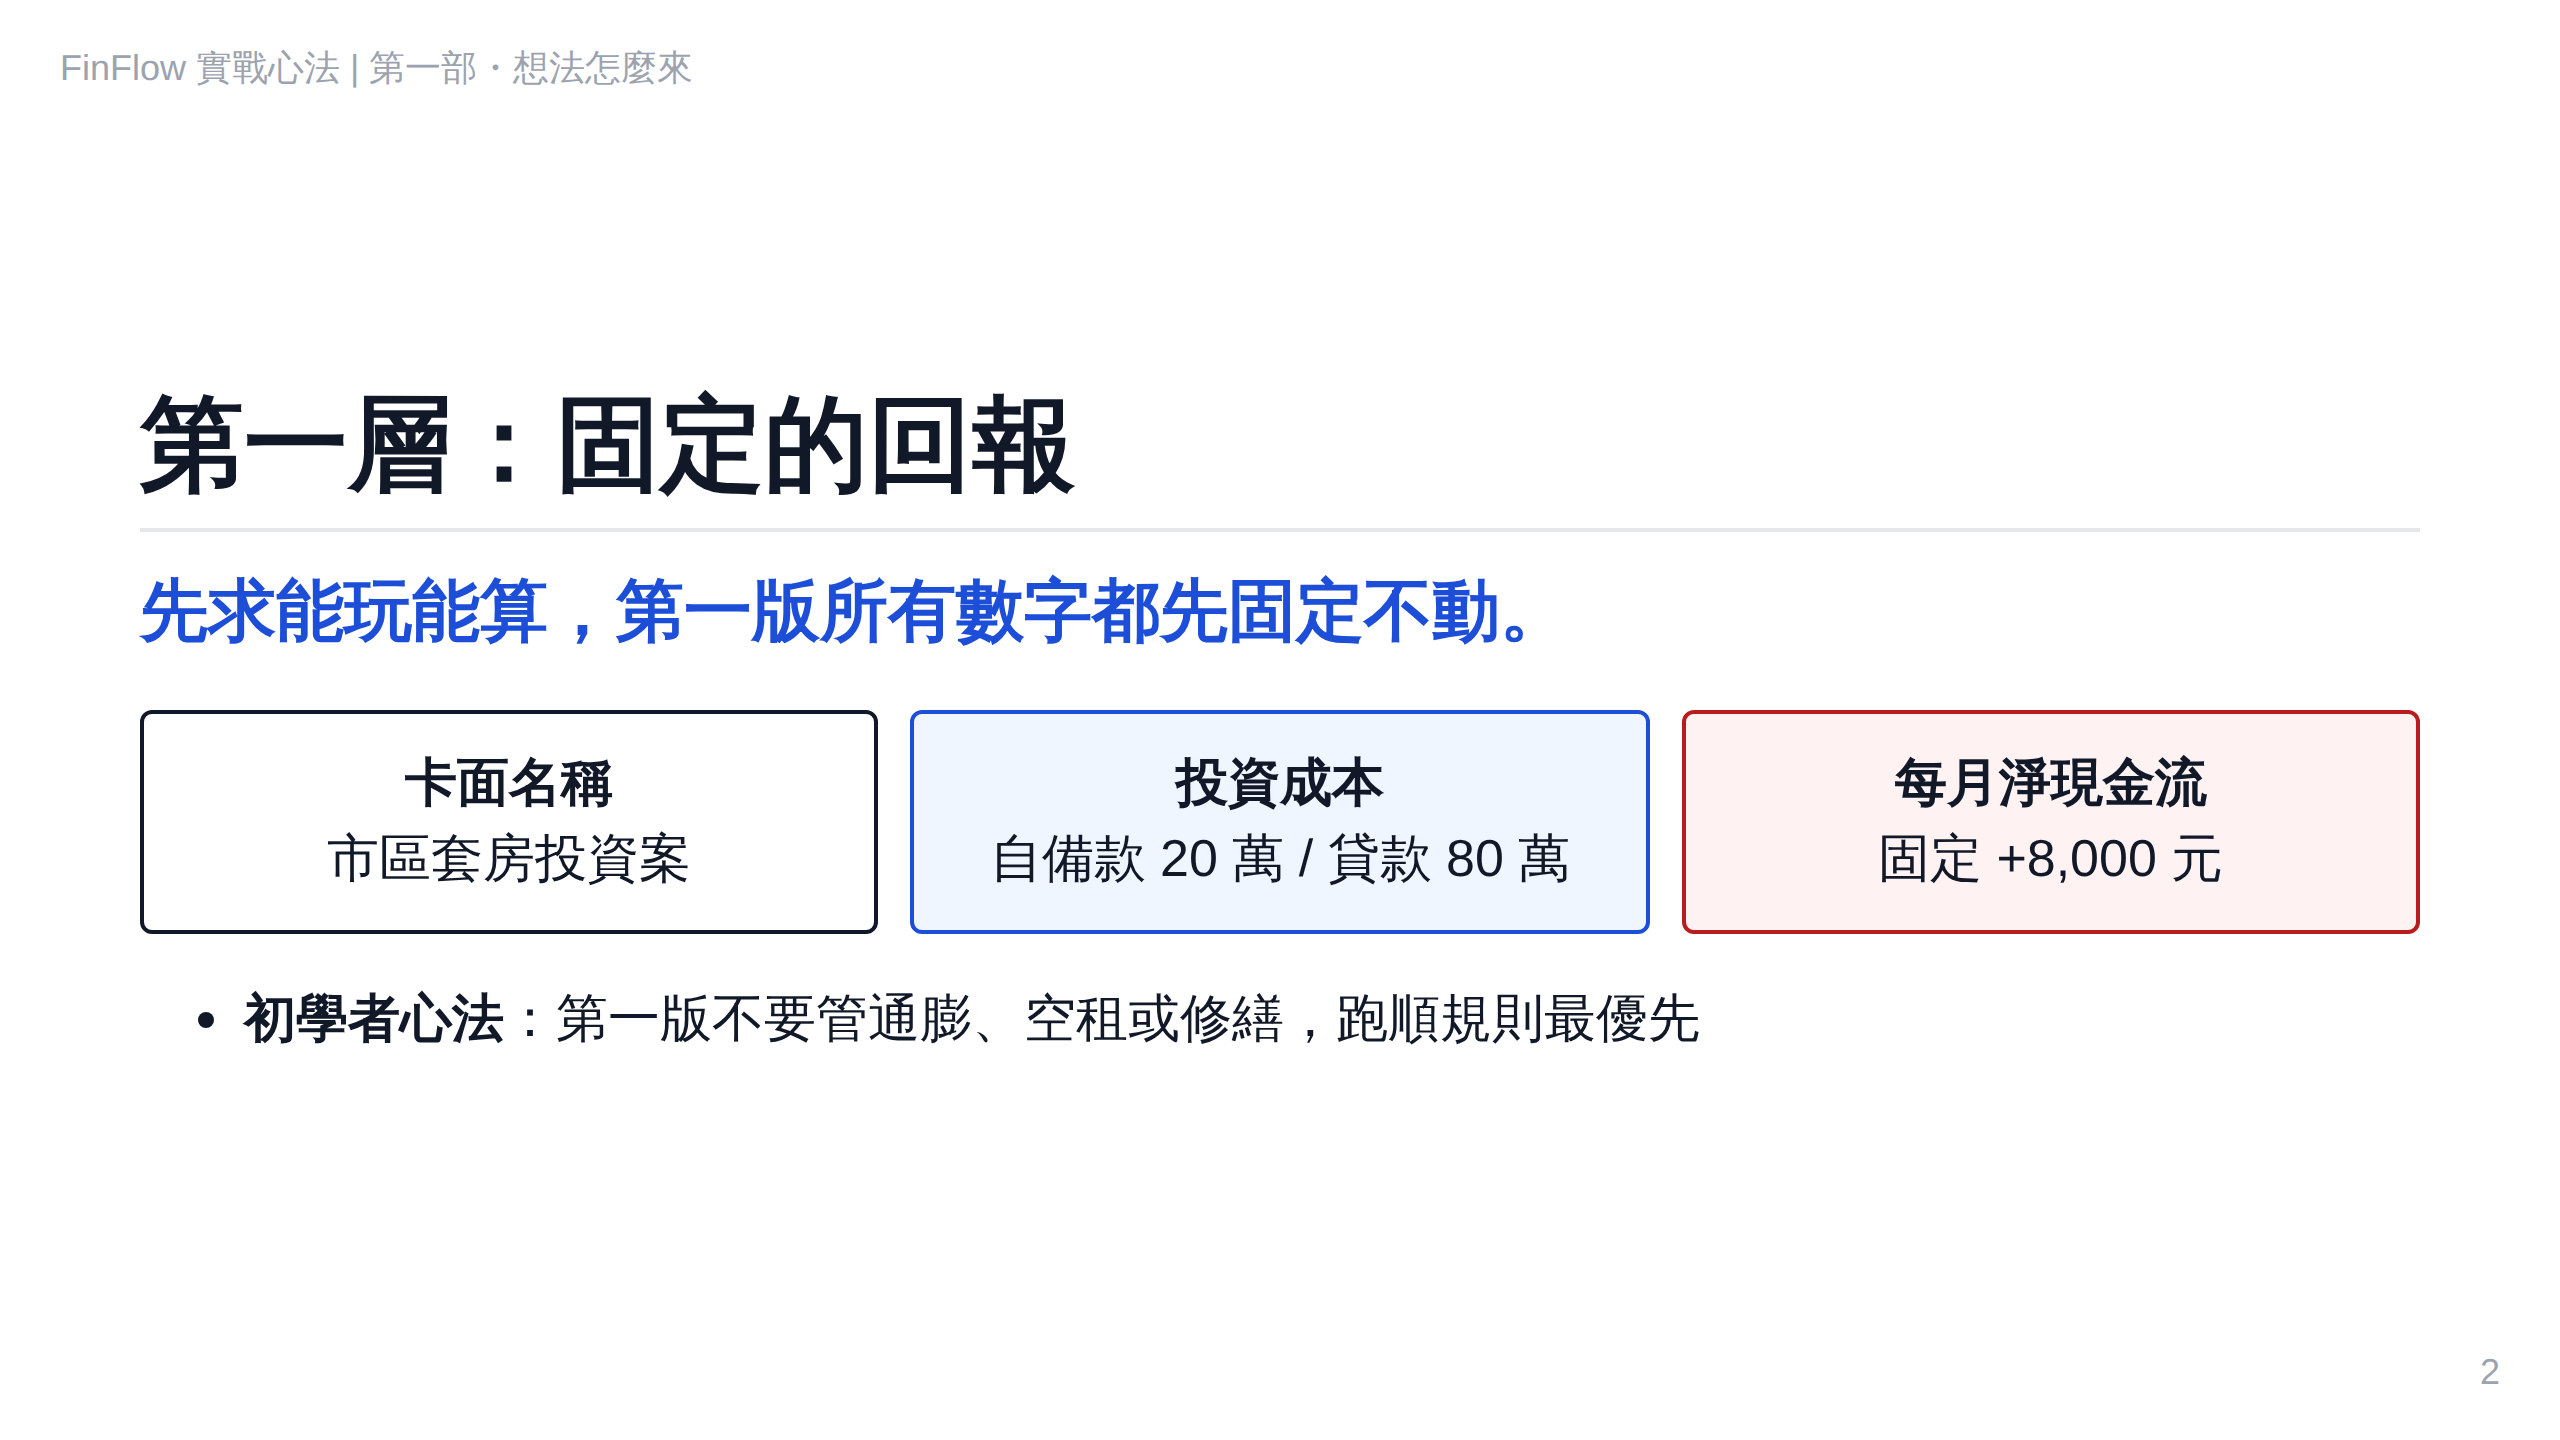 FinFlow 實戰心法 | 第一部・想法怎麼來
第一層：固定的回報
先求能玩能算，第一版所有數字都先固定不動。
卡面名稱
市區套房投資案
投資成本
自備款 20 萬 / 貸款 80 萬
每月淨現金流
固定 +8,000 元
• 初學者心法：第一版不要管通膨、空租或修繕，跑順規則最優先
2